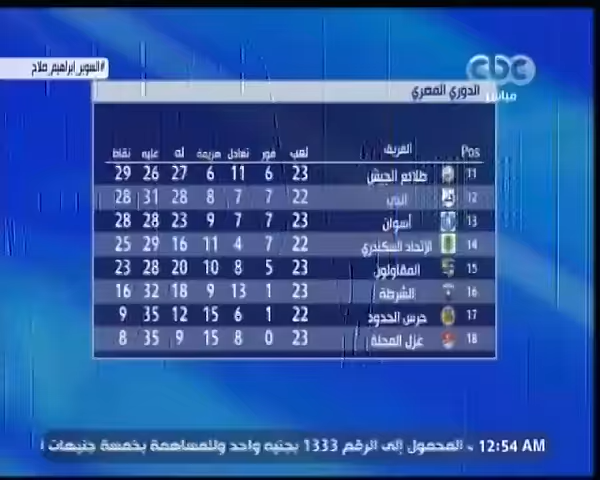 #السوبر_ابراهيم_صلاح
cbc
مباشر
الدوري المصري
Pos الفريق لعب فوز تعادل هزيمة له عليه نقاط
11 طلائع الجيش 23 6 11 6 27 26 29
12 إنبي 22 7 7 8 28 31 28
13 أسوان 23 7 7 9 23 28 28
14 الإتحاد السكندري 22 7 4 11 16 29 25
15 المقاولون 23 5 8 10 20 28 23
16 الشرطة 23 1 13 9 18 32 16
17 حرس الحدود 22 1 6 15 12 35 9
18 غزل المحلة 23 0 8 15 9 35 8
12:54 AM المحمول إلى الرقم 1333 بجنيه واحد وللمساهمة بخمسة جنيهات